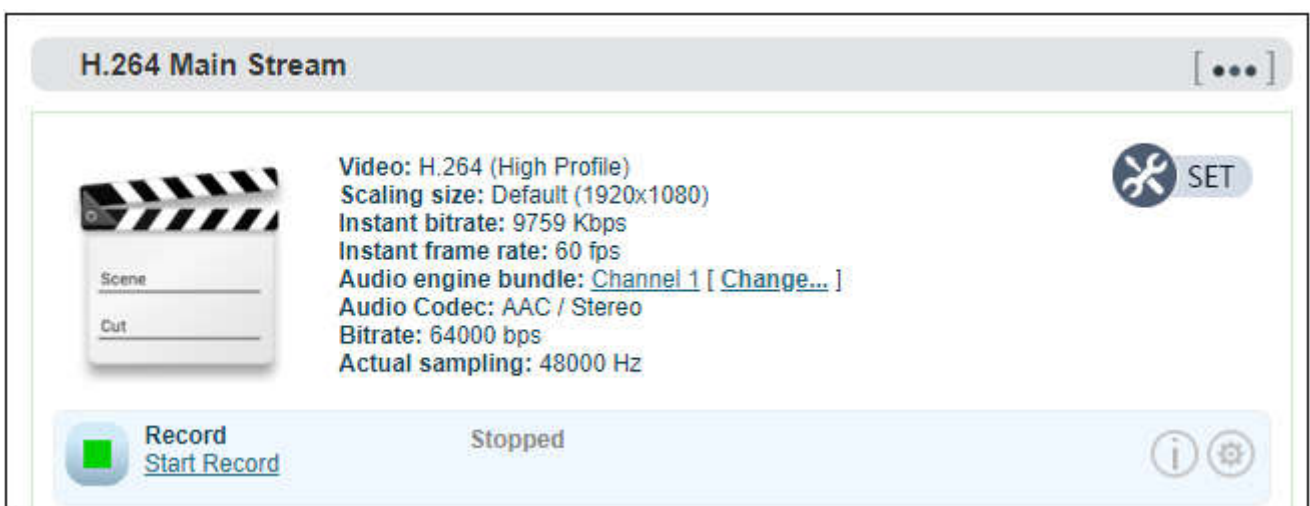 H.264 Main Stream
[ ••• ]
Video: H.264 (High Profile)
SET
Scaling size: Default (1920x1080)
Instant bitrate: 9759 Kbps
Instant frame rate: 60 fps
Scene
Audio engine bundle: Channel 1 [ Change... ]
Audio Codec: AAC / Stereo
Cut
Bitrate: 64000 bps
Actual sampling: 48000 Hz
Record
Stopped
Start Record